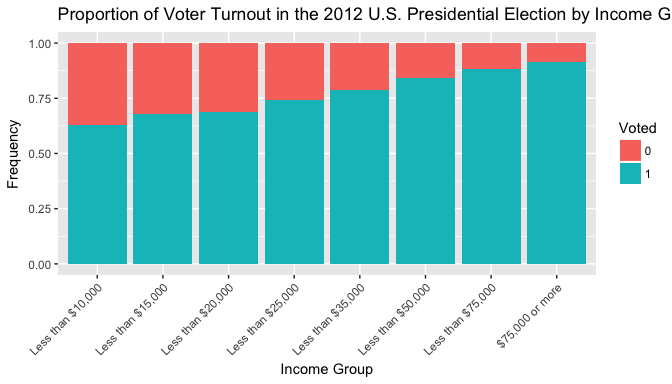 Proportion of Voter Turnout in the 2012 U.S. Presidential Election by Income G
1.00
0.75
0.50
0.25
0.00
Frequency
Less than $10,000
Less than $15,000
Less than $20,000
Less than $25,000
Less than $35,000
Less than $50,000
Less than $75,000
$75,000 or more
Income Group
Voted
0
1